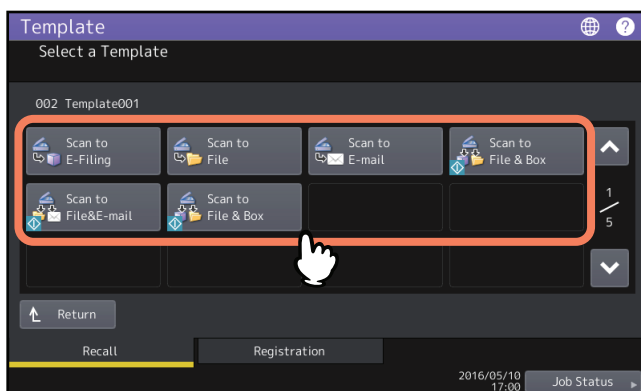 Template
?
Select a Template
002 Template001
Scan to
E-Filing
Scan to
File
Scan to
E-mail
Scan to
File & Box
Scan to
File&E-mail
Scan to
File & Box
1
5
Return
Recall
Registration
2016/05/10
17:00
Job Status